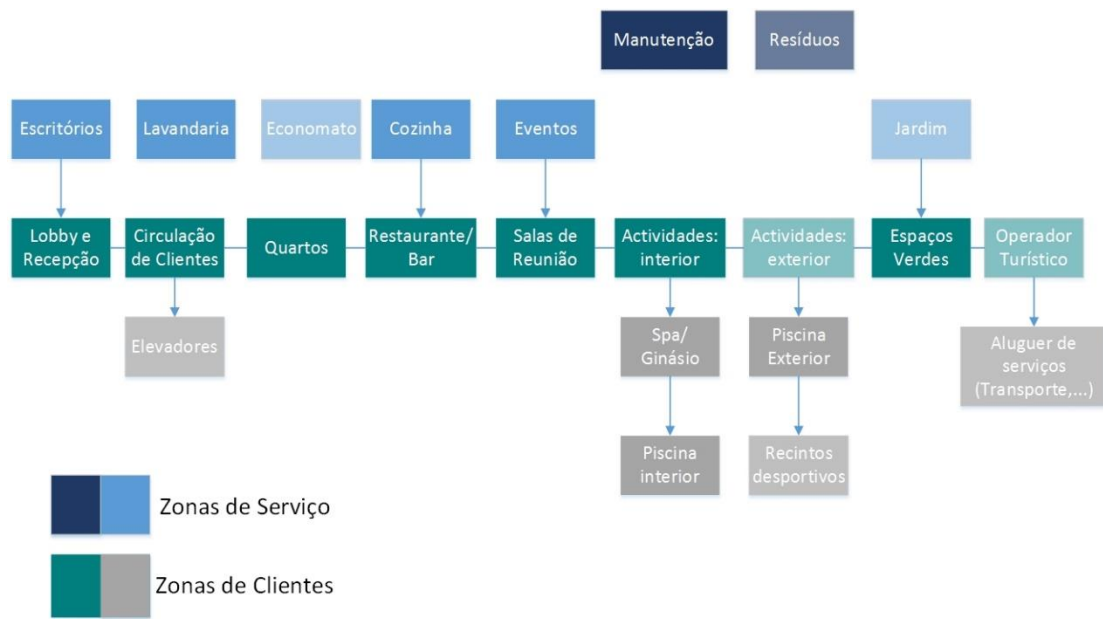 Manutenção
Resíduos
Escritórios
Lavandaria
Economato
Cozinha
Eventos
Jardim
Lobby e
Recepção
Circulação
de Clientes
Quartos
Restaurante/
Bar
Salas de
Reunião
Actividades:
interior
Actividades:
exterior
Espaços
Verdes
Operador
Turístico
Elevadores
Spa/
Ginásio
Piscina
Exterior
Aluguer de
serviços
(Transporte,...)
Piscina
interior
Recintos
desportivos
Zonas de Serviço
Zonas de Clientes